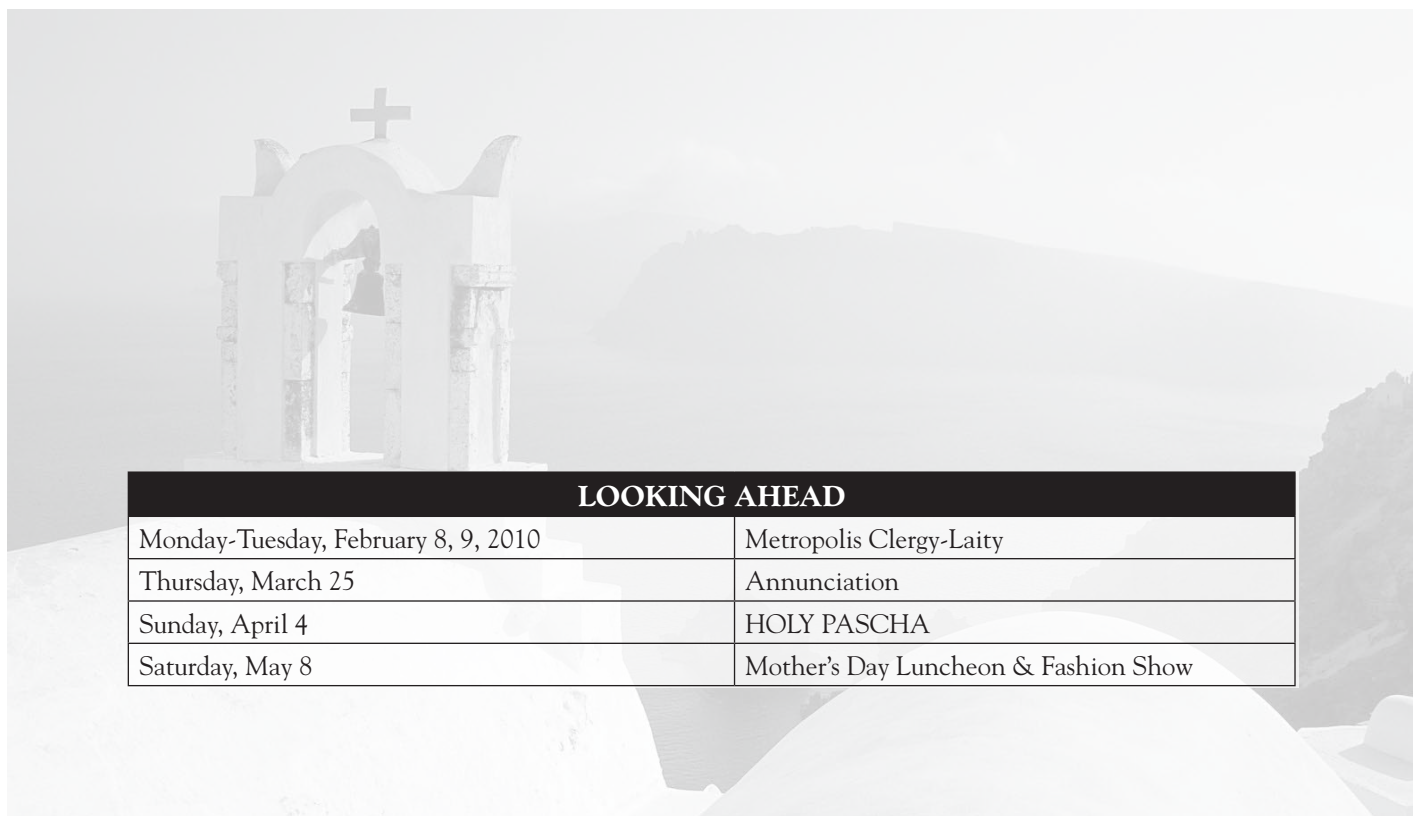 LOOKING AHEAD
Monday-Tuesday, February 8, 9, 2010 Metropolis Clergy-Laity
Thursday, March 25 Annunciation
Sunday, April 4 HOLY PASCHA
Saturday, May 8 Mother's Day Luncheon & Fashion Show